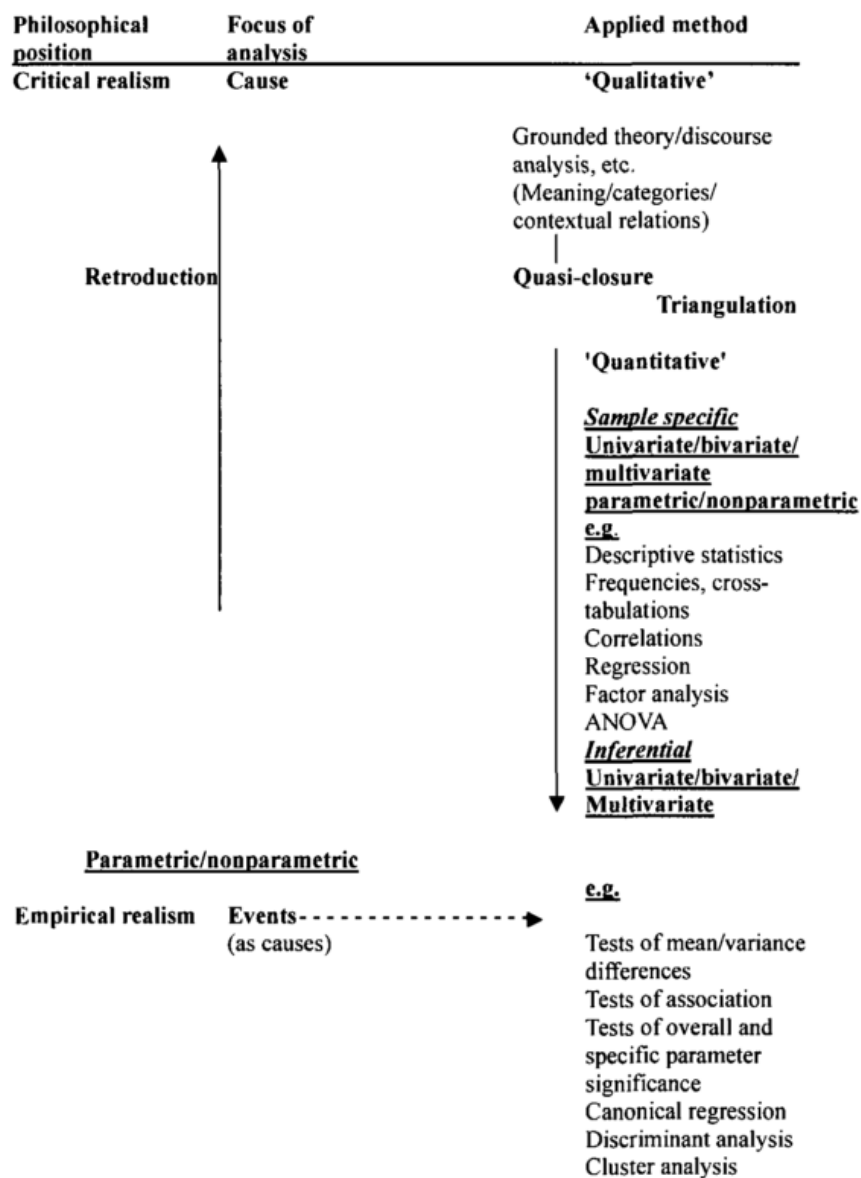 Philosophical position Focus of analysis Applied method
Critical realism Cause ‘Qualitative’
Grounded theory/discourse
analysis, etc.
(Meaning/categories/
contextual relations)
Retroduction Quasi-closure
Triangulation
'Quantitative'
Sample specific
Univariate/bivariate/
multivariate
parametric/nonparametric
e.g.
Descriptive statistics
Frequencies, cross-
tabulations
Correlations
Regression
Factor analysis
ANOVA
Inferential
Univariate/bivariate/
Multivariate
Parametric/nonparametric
e.g.
Empirical realism Events
(as causes)
Tests of mean/variance
differences
Tests of association
Tests of overall and
specific parameter
significance
Canonical regression
Discriminant analysis
Cluster analysis